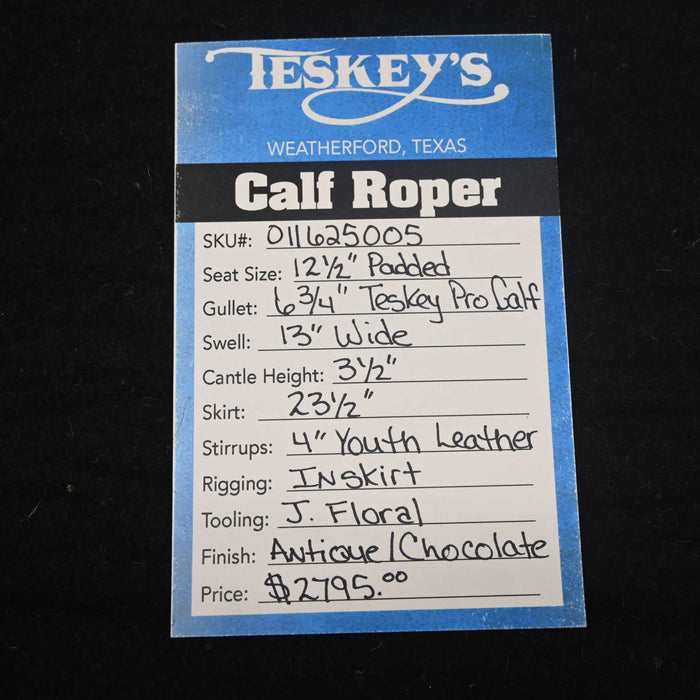 TESKEY'S
WEATHERFORD, TEXAS
Calf Roper
SKU#: 011625005
Seat Size: 12½" Padded
Gullet: 6¾" Teskey Pro Calf
Swell: 13" Wide
Cantle Height: 3½"
Skirt: 23½"
Stirrups: 4" Youth Leather
Rigging: Inskirt
Tooling: J. Floral
Finish: Antique/Chocolate
Price: $2795.00